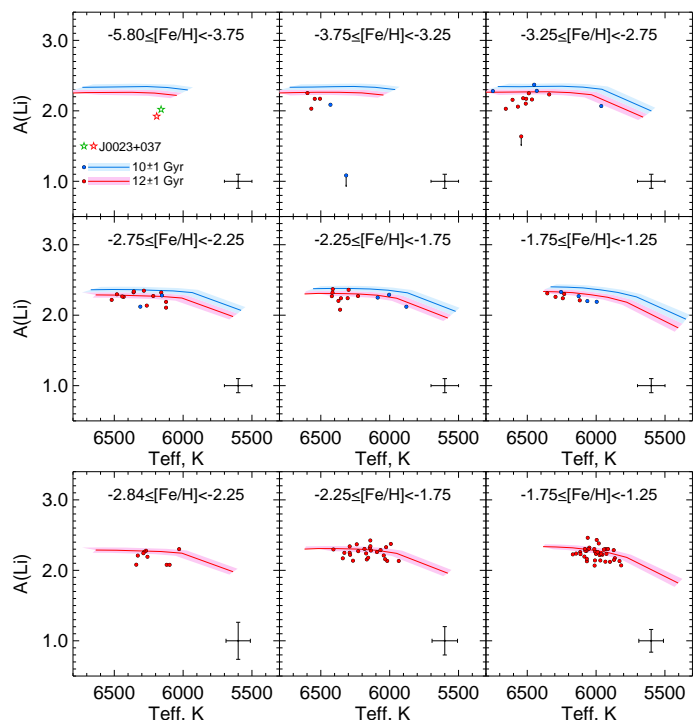 -5.80≤[Fe/H]<-3.75
-3.75≤[Fe/H]<-3.25
-3.25≤[Fe/H]<-2.75
3.0
2.0
1.0
A(Li)
J0023+037
10±1 Gyr
12±1 Gyr
-2.75≤[Fe/H]<-2.25
-2.25≤[Fe/H]<-1.75
-1.75≤[Fe/H]<-1.25
3.0
2.0
1.0
A(Li)
6500 6000 5500
6500 6000 5500
6500 6000 5500
Teff, K
Teff, K
Teff, K
-2.84≤[Fe/H]<-2.25
-2.25≤[Fe/H]<-1.75
-1.75≤[Fe/H]<-1.25
3.0
2.0
1.0
A(Li)
6500 6000 5500
6500 6000 5500
6500 6000 5500
Teff, K
Teff, K
Teff, K